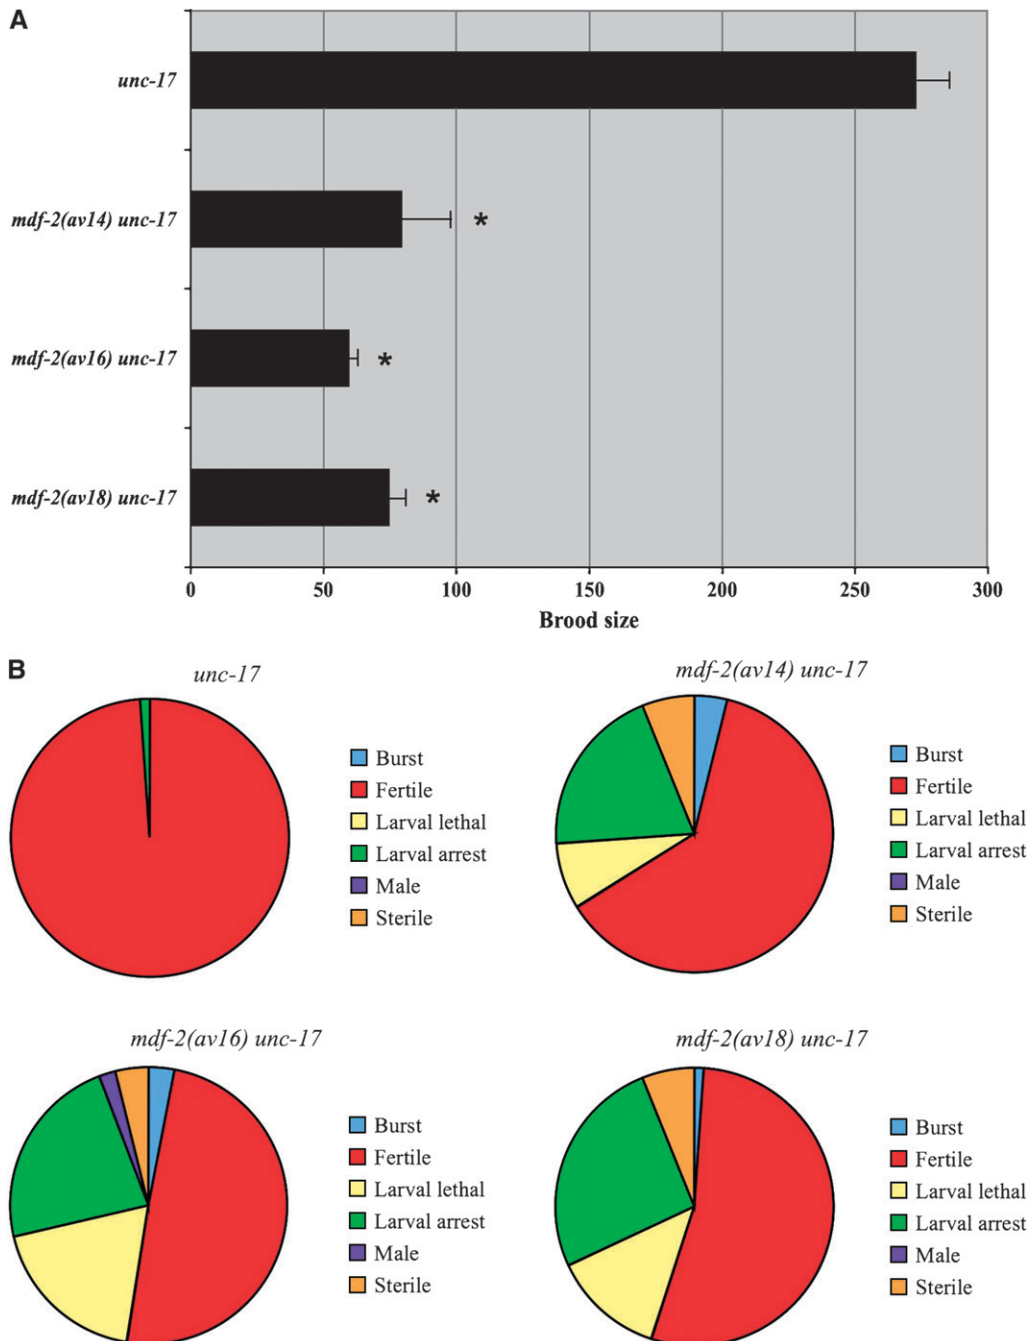 A
unc-17
mdf-2(av14) unc-17
*
mdf-2(av16) unc-17
*
mdf-2(av18) unc-17
*
0 50 100 150 200 250 300
Brood size
B
unc-17
Burst
Fertile
Larval lethal
Larval arrest
Male
Sterile
mdf-2(av14) unc-17
Burst
Fertile
Larval lethal
Larval arrest
Male
Sterile
mdf-2(av16) unc-17
Burst
Fertile
Larval lethal
Larval arrest
Male
Sterile
mdf-2(av18) unc-17
Burst
Fertile
Larval lethal
Larval arrest
Male
Sterile